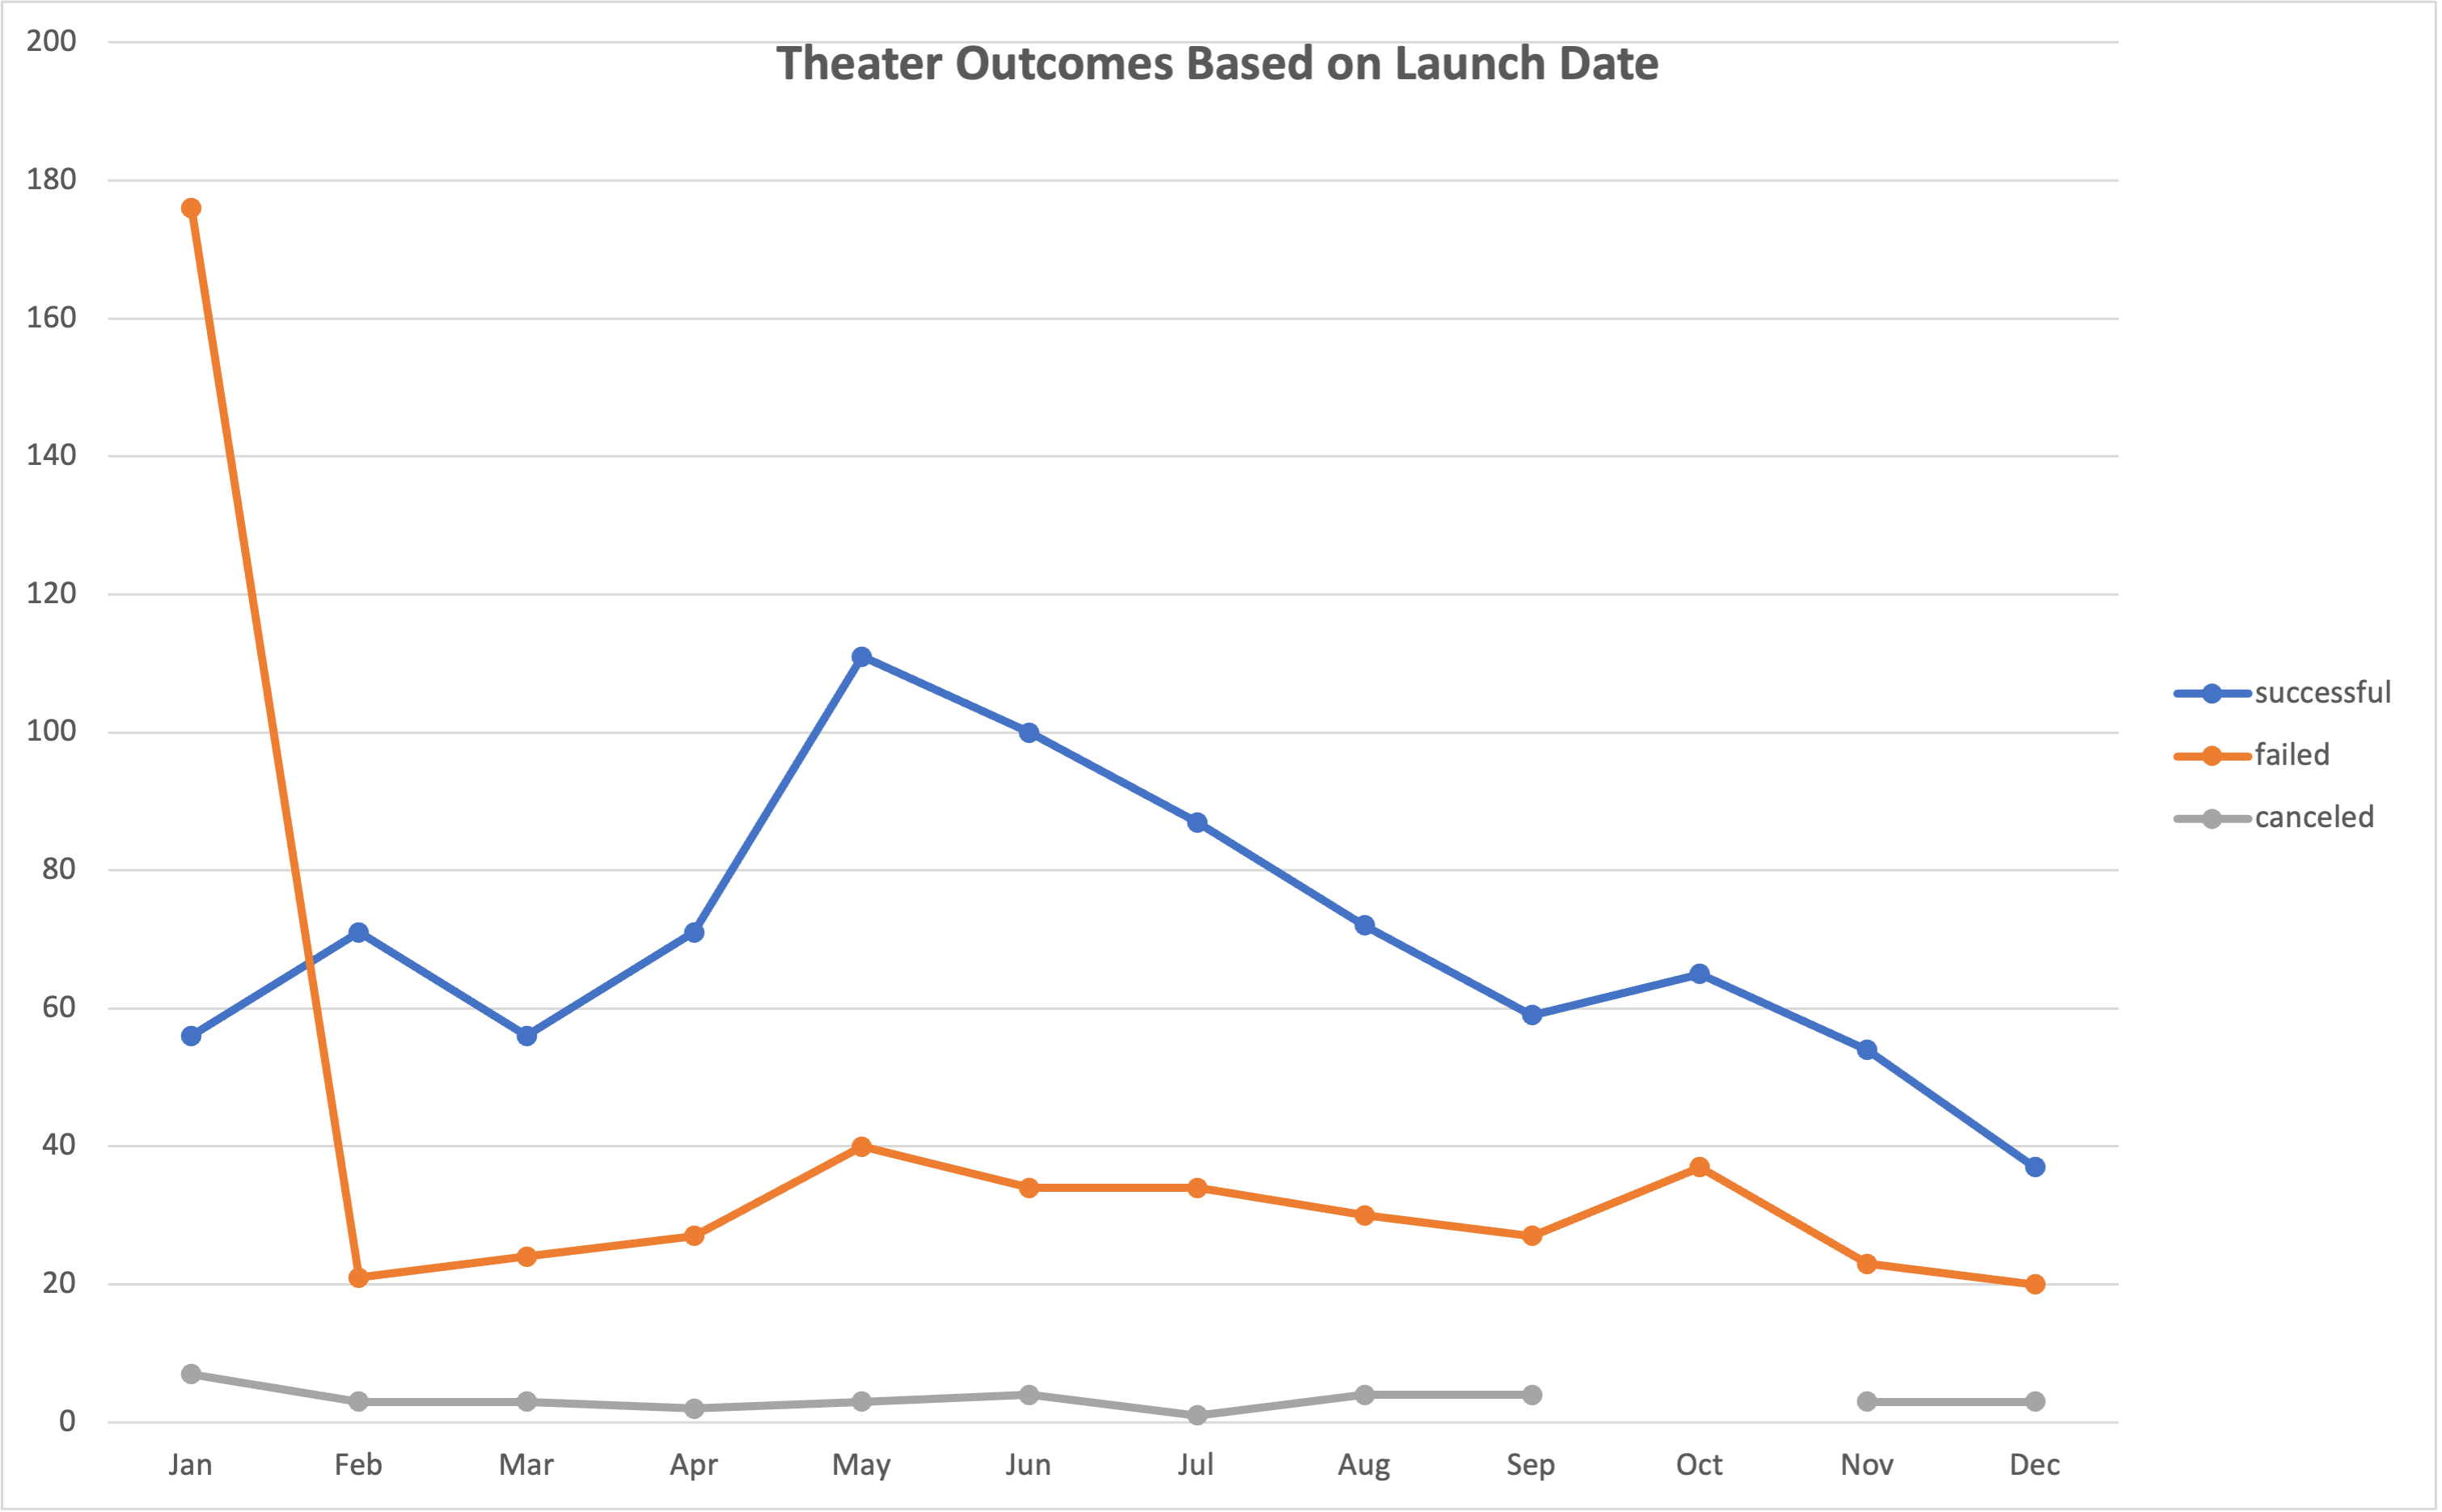 Theater Outcomes Based on Launch Date
200
180
160
140
120
100
80
60
40
20
0
Jan Feb Mar Apr May Jun Jul Aug Sep Oct Nov Dec
successful
failed
canceled